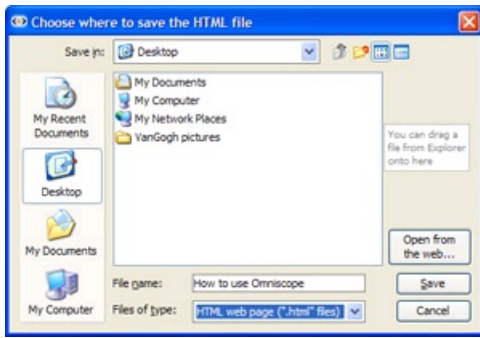 Choose where to save the HTML file
Save in: Desktop
My Recent
Documents
Desktop
My Documents
My Computer
My Documents
My Computer
My Network Places
VanGogh pictures
You can drag a
file from Explorer
onto here
Open from
the web...
File name: How to use Omniscope Save
Files of type: HTML web page (".html" files) Cancel